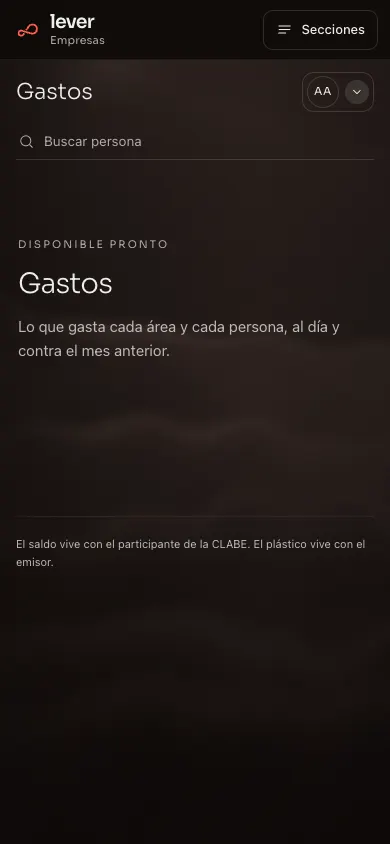 lever
Empresas
Secciones
Gastos
AA
Buscar persona
DISPONIBLE PRONTO
Gastos
Lo que gasta cada área y cada persona, al día y
contra el mes anterior.
El saldo vive con el participante de la CLABE. El plástico vive con el
emisor.